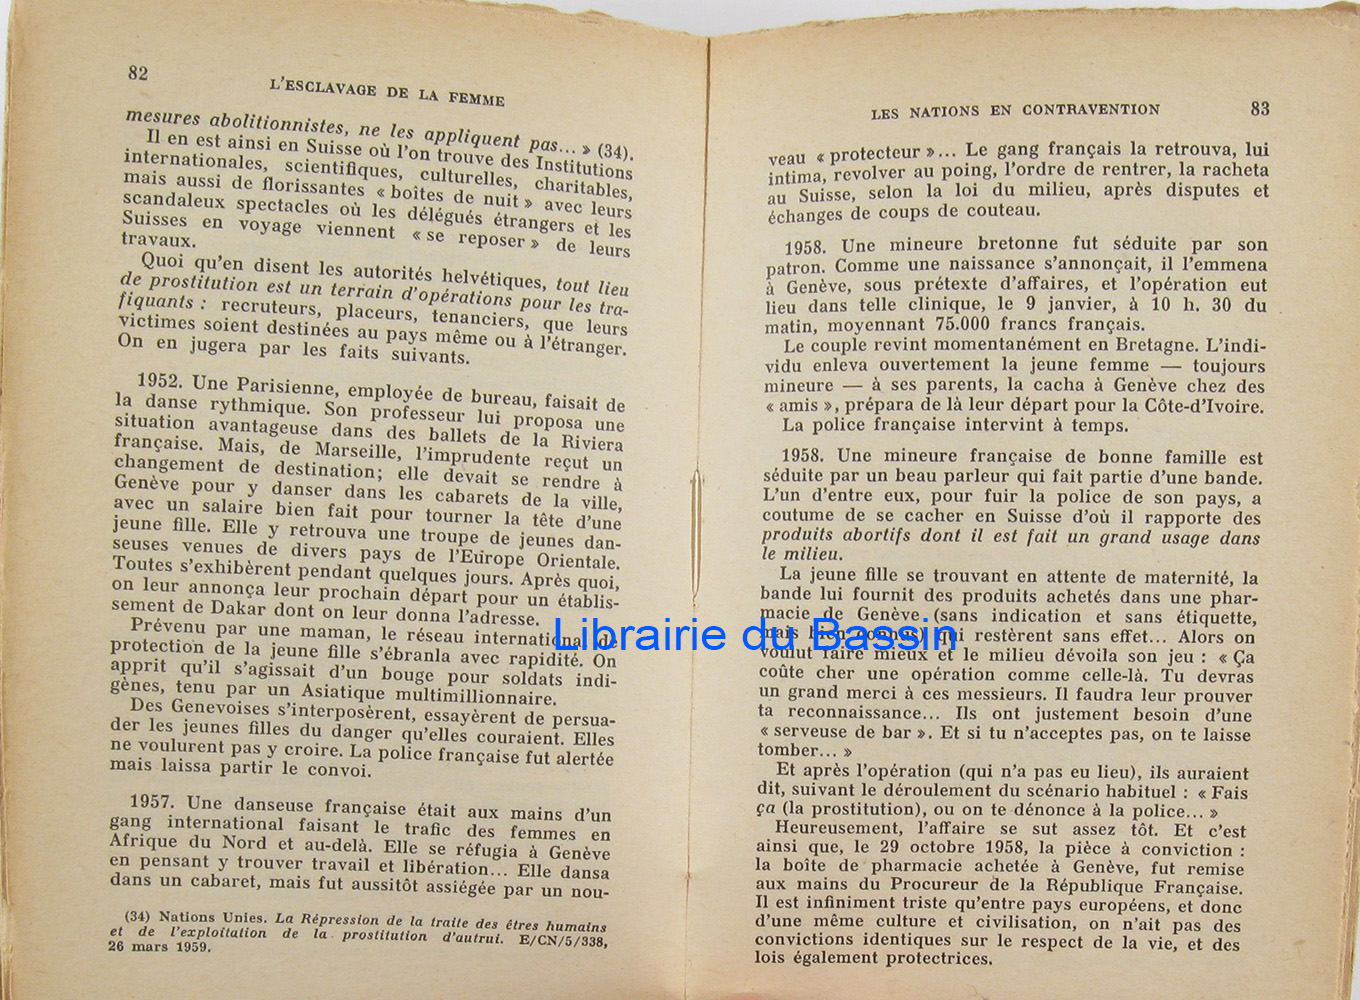 82
L'ESCLAVAGE DE LA FEMME
mesures abolitionnistes, ne les appliquent pas... » (34).
Il en est ainsi en Suisse où l'on trouve des Institutions
internationales, scientifiques, culturelles, charitables,
mais aussi de florissantes « boîtes de nuit » avec leurs
scandaleux spectacles où les délégués étrangers et les
Suisses en voyage viennent « se reposer » de leurs
travaux.
Quoi qu'en disent les autorités helvétiques, tout lieu
de prostitution est un terrain d'opérations pour les tra-
fiquants : recruteurs, placeurs, tenanciers, que leurs
victimes soient destinées au pays même ou à l'étranger.
On en jugera par les faits suivants.
1952. Une Parisienne, employée de bureau, faisait de
la danse rythmique. Son professeur lui proposa une
situation avantageuse dans des ballets de la Riviera
française. Mais, de Marseille, l'imprudente reçut un
changement de destination; elle devait se rendre à
Genève pour y danser dans les cabarets de la ville,
avec un salaire bien fait pour tourner la tête d'une
jeune fille. Elle y retrouva une troupe de jeunes dan-
seuses venues de divers pays de l'Europe Orientale.
Toutes s'exhibèrent pendant quelques jours. Après quoi,
on leur annonça leur prochain départ pour un établis-
sement de Dakar dont on leur donna l'adresse.
Prévenu par une maman, le réseau international de
protection de la jeune fille s'ébranla avec rapidité. On
apprit qu'il s'agissait d'un bouge pour soldats indi-
gènes, tenu par un Asiatique multimillionnaire.
Des Genevoises s'interposèrent, essayèrent de persua-
der les jeunes filles du danger qu'elles couraient. Elles
ne voulurent pas y croire. La police française fut alertée
mais laissa partir le convoi.
1957. Une danseuse française était aux mains d'un
gang international faisant le trafic des femmes en
Afrique du Nord et au-delà. Elle se réfugia à Genève
en pensant y trouver travail et libération... Elle dansa
dans un cabaret, mais fut aussitôt assiégée par un nou-
(34) Nations Unies. La Répression de la traite des êtres humains
et de l'exploitation de la prostitution d'autrui. E/CN/5/338,
26 mars 1959.
LES NATIONS EN CONTRAVENTION 83
veau « protecteur »... Le gang français la retrouva, lui
intima, revolver au poing, l'ordre de rentrer, la racheta
au Suisse, selon la loi du milieu, après disputes et
échanges de coups de couteau.
1958. Une mineure bretonne fut séduite par son
patron. Comme une naissance s'annonçait, il l'emmena
à Genève, sous prétexte d'affaires, et l'opération eut
lieu dans telle clinique, le 9 janvier, à 10 h. 30 du
matin, moyennant 75.000 francs français.
Le couple revint momentanément en Bretagne. L'indi-
vidu enleva ouvertement la jeune femme — toujours
mineure — à ses parents, la cacha à Genève chez des
« amis », prépara de là leur départ pour la Côte-d'Ivoire.
La police française intervint à temps.
1958. Une mineure française de bonne famille est
séduite par un beau parleur qui fait partie d'une bande.
L'un d'entre eux, pour fuir la police de son pays, a
coutume de se cacher en Suisse d'où il rapporte des
produits abortifs dont il est fait un grand usage dans
le milieu.
La jeune fille se trouvant en attente de maternité, la
bande lui fournit des produits achetés dans une phar-
macie de Genève (sans indication et sans étiquette,
mais bien connus) qui restèrent sans effet... Alors on
voulut faire mieux et le milieu dévoila son jeu : « Ça
coûte cher une opération comme celle-là. Tu devras
un grand merci à ces messieurs. Il faudra leur prouver
ta reconnaissance... Ils ont justement besoin d'une
« serveuse de bar ». Et si tu n'acceptes pas, on te laisse
tomber... »
Et après l'opération (qui n'a pas eu lieu), ils auraient
dit, suivant le déroulement du scénario habituel : « Fais
ça (la prostitution), ou on te dénonce à la police... »
Heureusement, l'affaire se sut assez tôt. Et c'est
ainsi que, le 29 octobre 1958, la pièce à conviction :
la boîte de pharmacie achetée à Genève, fut remise
aux mains du Procureur de la République Française.
Il est infiniment triste qu'entre pays européens, et donc
d'une même culture et civilisation, on n'ait pas des
convictions identiques sur le respect de la vie, et des
lois également protectrices.
Librairie du Bassin